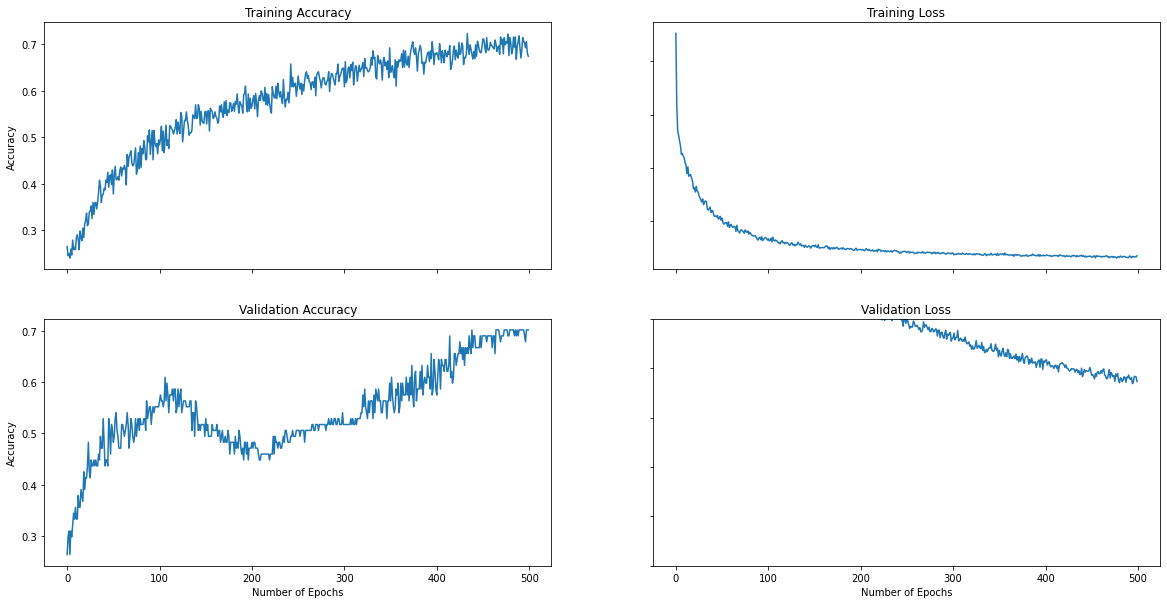 Training Accuracy
Training Loss
Accuracy
0.7
0.6
0.5
0.4
0.3
Validation Accuracy
Validation Loss
Accuracy
0.7
0.6
0.5
0.4
0.3
0 100 200 300 400 500
Number of Epochs
0 100 200 300 400 500
Number of Epochs